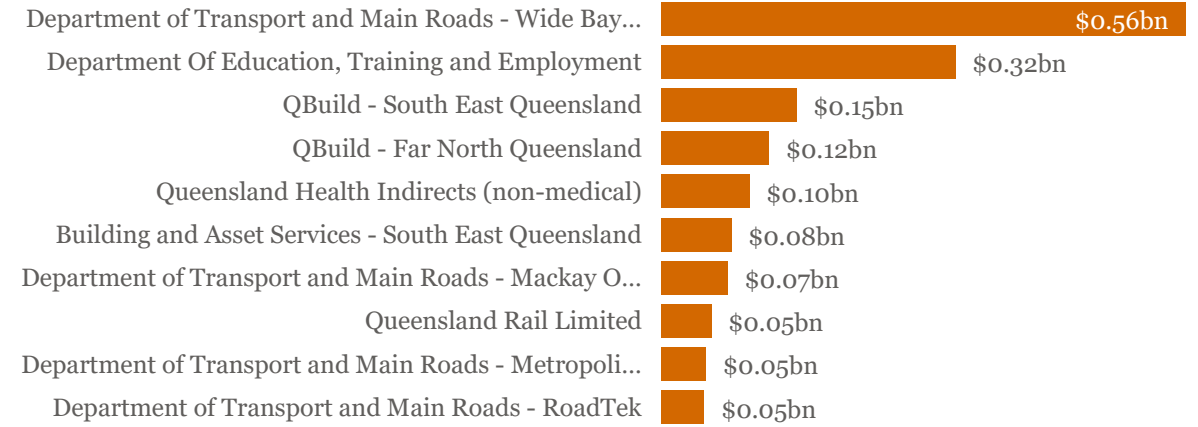 Department of Transport and Main Roads - Wide Bay... $0.56bn
Department Of Education, Training and Employment $0.32bn
QBuild - South East Queensland $0.15bn
QBuild - Far North Queensland $0.12bn
Queensland Health Indirects (non-medical) $0.10bn
Building and Asset Services - South East Queensland $0.08bn
Department of Transport and Main Roads - Mackay O... $0.07bn
Queensland Rail Limited $0.05bn
Department of Transport and Main Roads - Metropoli... $0.05bn
Department of Transport and Main Roads - RoadTek $0.05bn